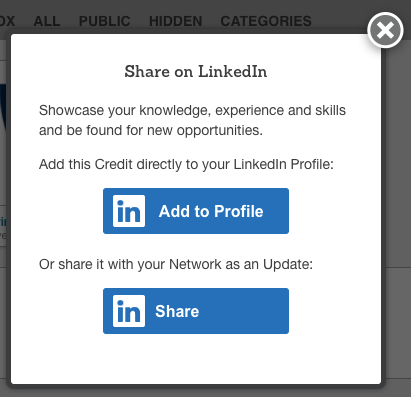 ALL PUBLIC HIDDEN CATEGORIES
Share on LinkedIn
Showcase your knowledge, experience and skills
and be found for new opportunities.
Add this Credit directly to your LinkedIn Profile:
in Add to Profile
Or share it with your Network as an Update:
in Share